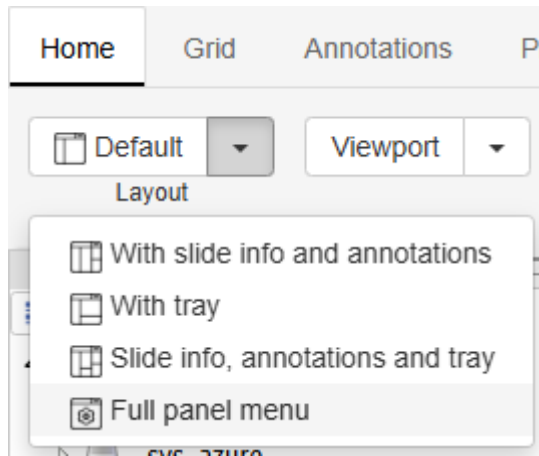 Home Grid Annotations P
Default Viewport
Layout
With slide info and annotations
With tray
Slide info, annotations and tray
Full panel menu